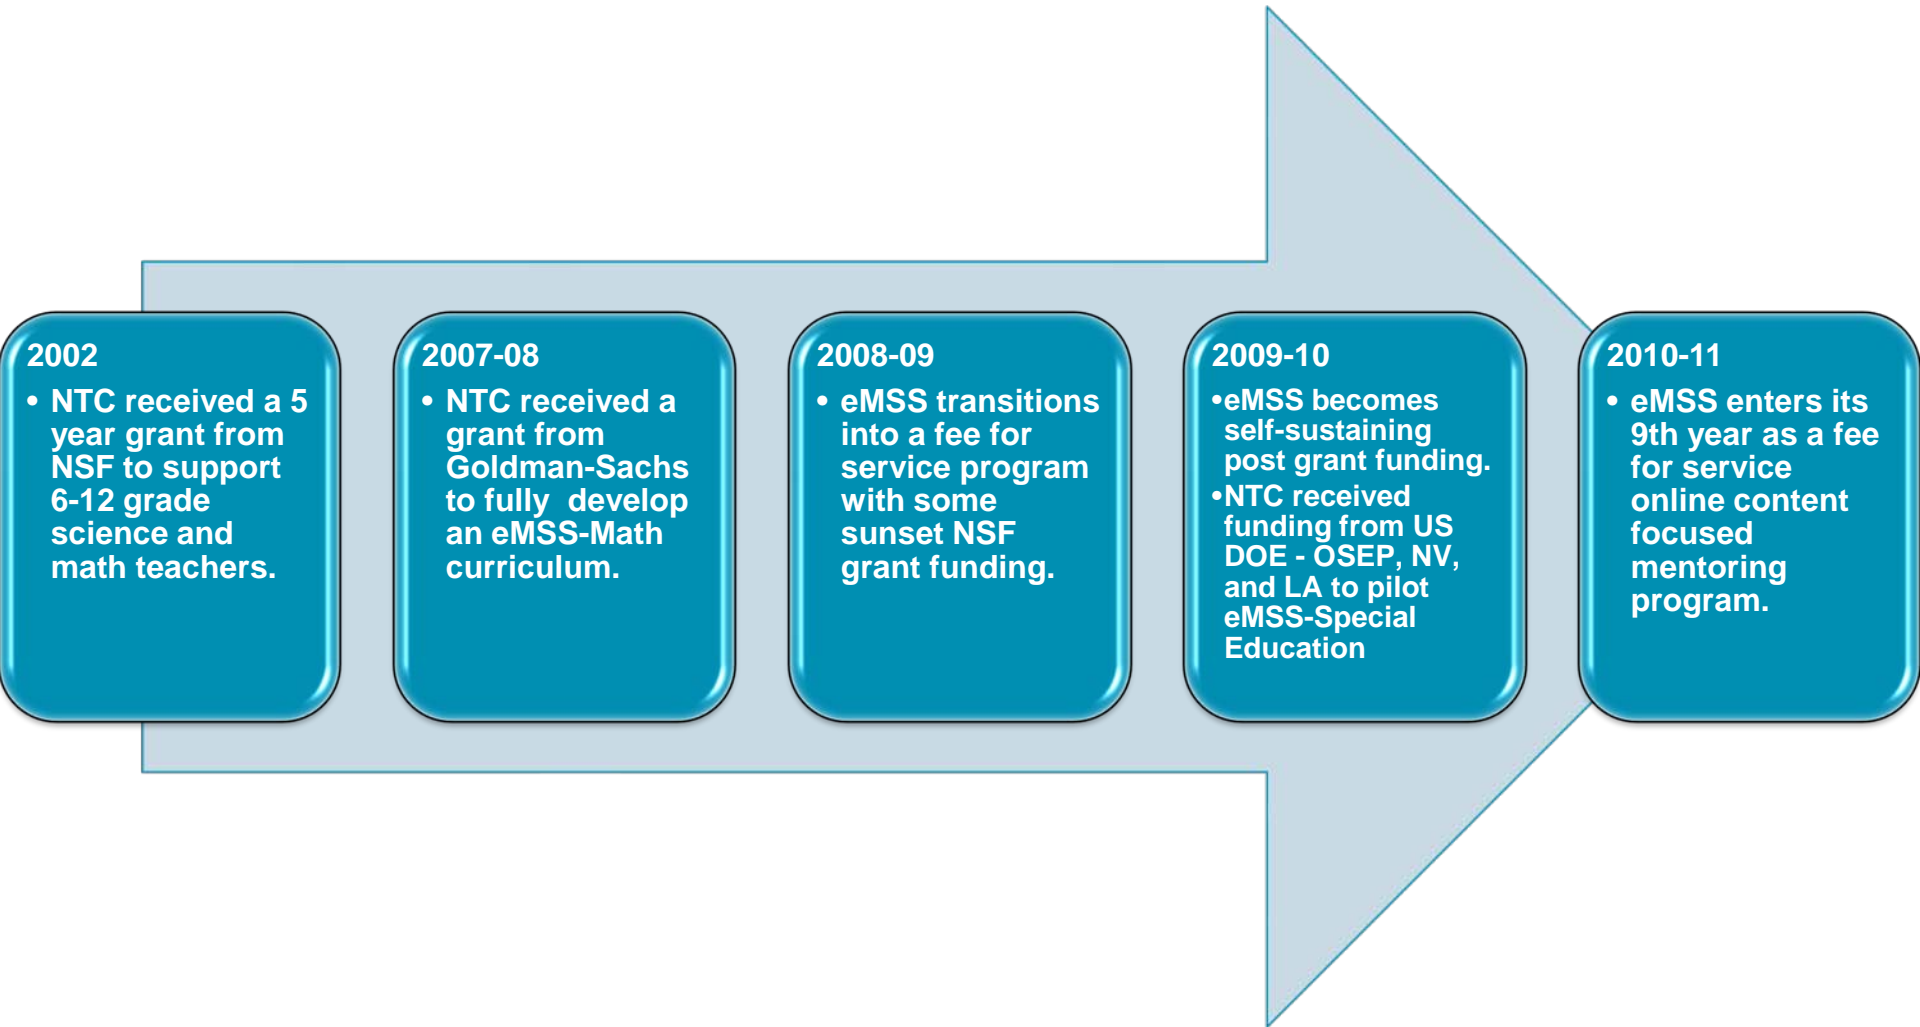 2002
• NTC received a 5
year grant from
NSF to support
6-12 grade
science and
math teachers.
2007-08
• NTC received a
grant from
Goldman-Sachs
to fully  develop
an eMSS-Math
curriculum.
2008-09
• eMSS transitions
into a fee for
service program
with some
sunset NSF
grant funding.
2009-10
•eMSS becomes
self-sustaining
post grant funding.
•NTC received
funding from US
DOE - OSEP, NV,
and LA to pilot
eMSS-Special
Education
2010-11
• eMSS enters its
9th year as a fee
for service
online content
focused
mentoring
program.